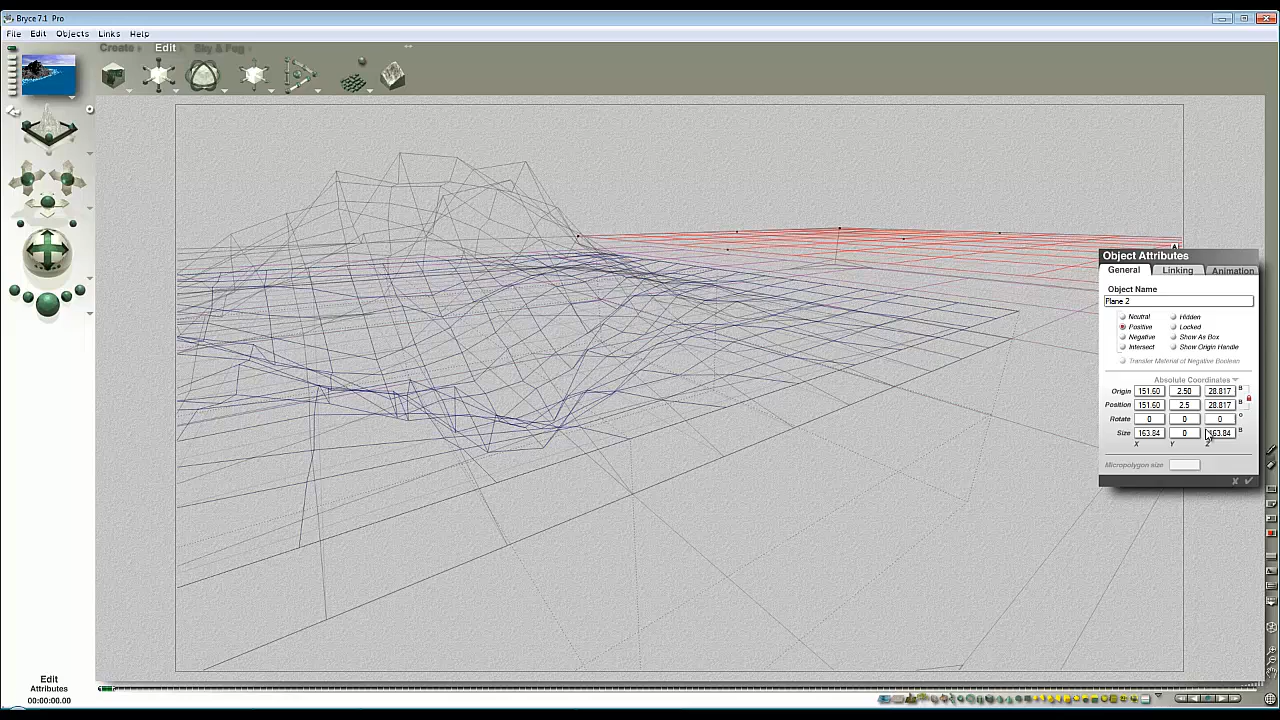 Bryce 7.1 Pro
File Edit Objects Links Help
Create Edit Sky & Fog
Object Attributes
General Linking Animation
Object Name
Plane 2
Neutral Hidden
Positive Locked
Negative Show As Box
Intersect Show Origin Handle
Transfer Material of Negative Boolean
Absolute Coordinates
Origin 151.60 2.50 28.817 B
Position 151.60 2.5 28.817 B
Rotate 0 0 0 o
Size 163.84 0 163.84 B
X Y Z
Micropolygon size
A
Edit
Attributes
00:00:00.00